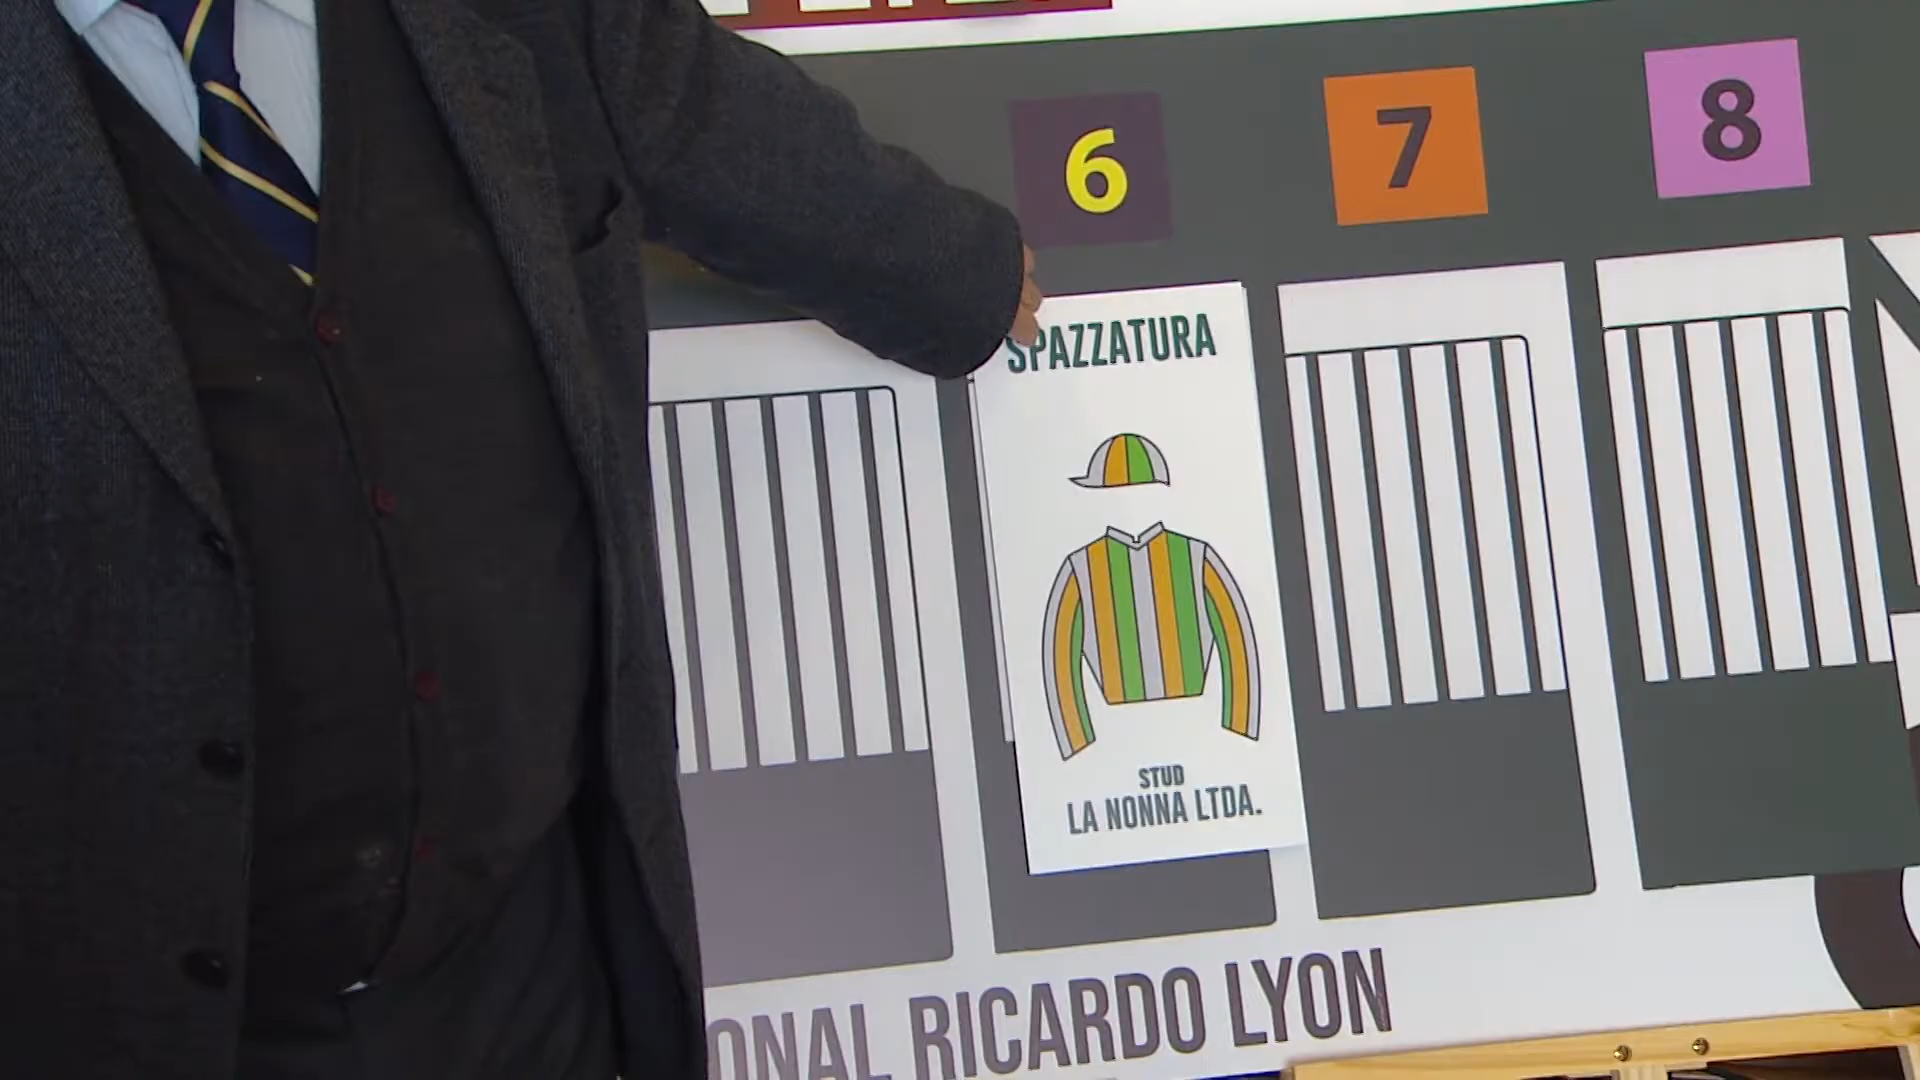 6
7
8
SPAZZATURA
STUD
LA NONNA LTDA.
ONAL RICARDO LYON